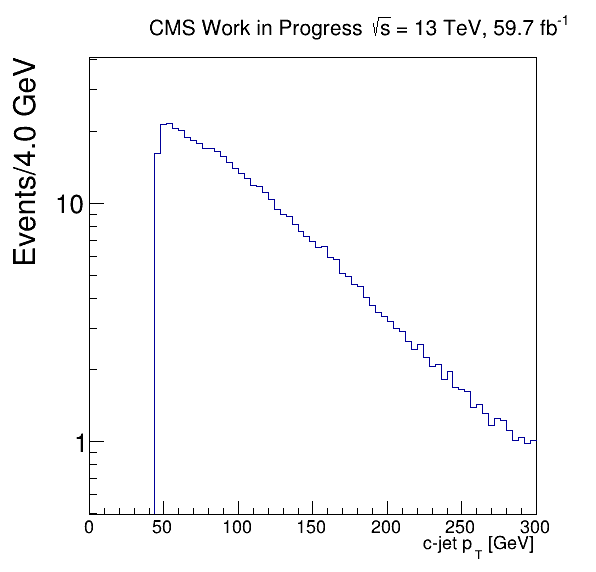 CMS Work in Progress √s = 13 TeV, 59.7 fb⁻¹
Events/4.0 GeV
10
1
0 50 100 150 200 250 300
c-jet p_T [GeV]